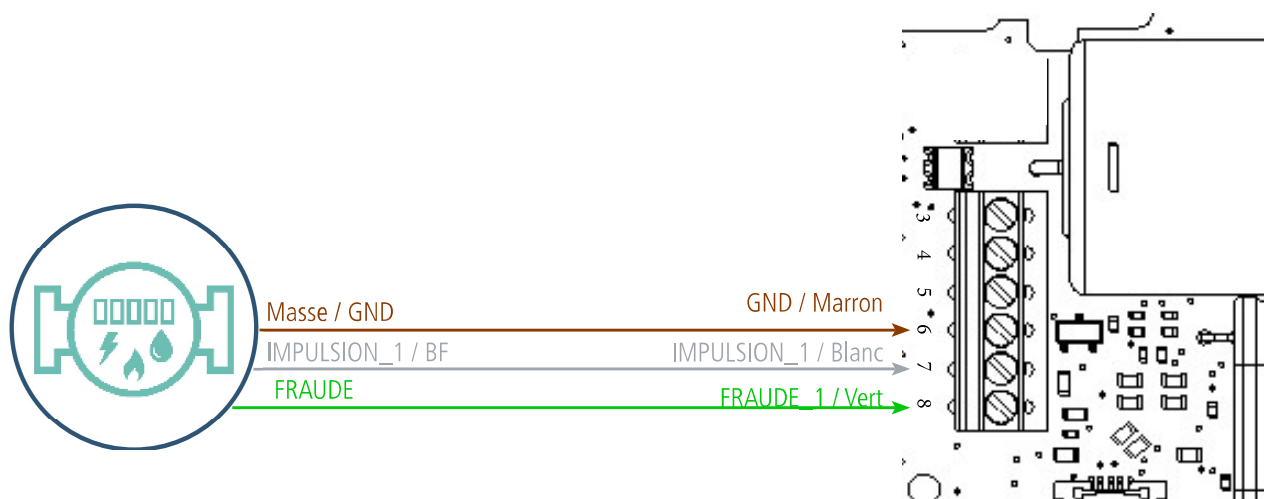 3
4
5
Masse / GND GND / Marron 6
IMPULSION_1 / BF IMPULSION_1 / Blanc 7
FRAUDE FRAUDE_1 / Vert 8